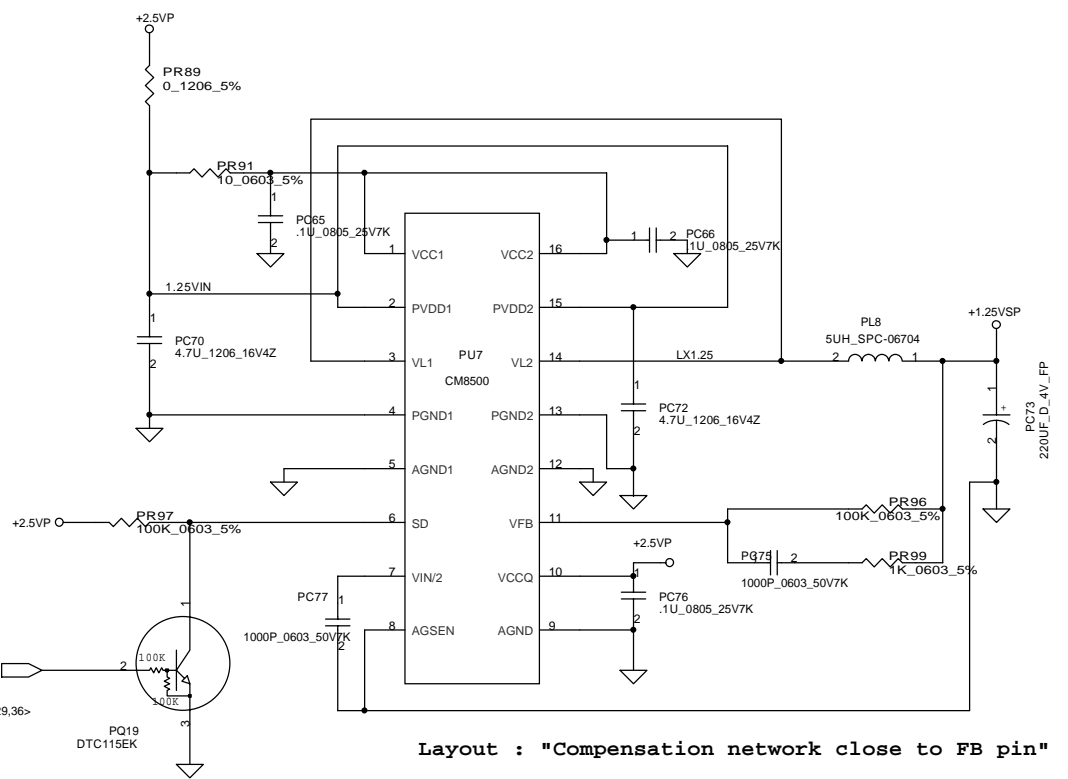 +2.5VP
PR89
0_1206_5%
PR91
10_0603_5%
1
2
PC65
.1U_0805_25V7K
1 2
PC66
.1U_0805_25V7K
1 VCC1
VCC2 16
1.25VIN
2 PVDD1
PVDD2 15
1
2
PC70
4.7U_1206_16V4Z
3 VL1
PU7
CM8500
VL2 14
LX1.25
PL8
5UH_SPC-06704
2 1
+1.25VSP
1
+
2
PC73
220UF_D_4V_FP
4 PGND1
PGND2 13
1
2
PC72
4.7U_1206_16V4Z
5 AGND1
AGND2 12
+2.5VP
PR97
100K_0603_5%
6 SD
VFB 11
PR96
100K_0603_5%
PC75
1 2
1000P_0603_50V7K
PR99
1K_0603_5%
+2.5VP
7 VIN/2
VCCQ 10
PC77
1
2
1000P_0603_50V7K
1
2
PC76
.1U_0805_25V7K
8 AGSEN
AGND 9
1
2
3
100K
100K
29,36>
PQ19
DTC115EK
Layout : "Compensation network close to FB pin"